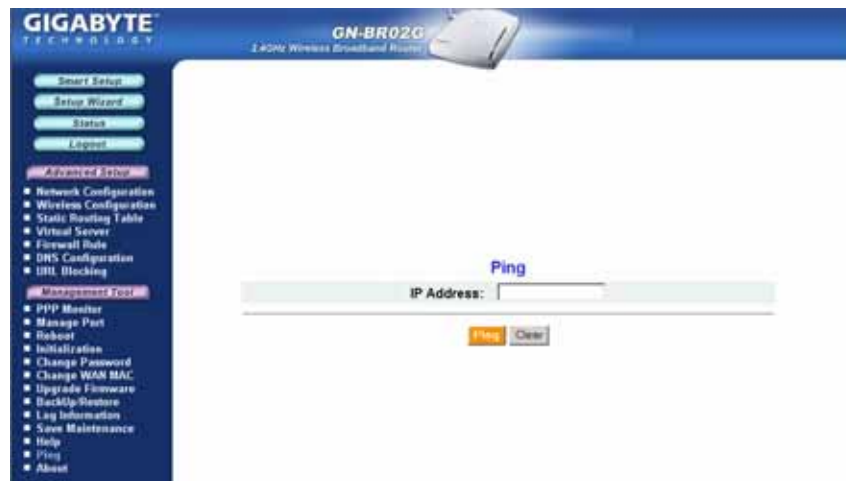 GIGABYTE
TECHNOLOGY
GN-BR02G
2.4GHz Wireless Broadband Router
Smart Setup
Setup Wizard
Status
Logout
Advanced Setup
Network Configuration
Wireless Configuration
Static Routing Table
Virtual Server
Firewall Rule
DNS Configuration
URL Blocking
Management Tool
PPP Monitor
Manage Port
Reboot
Initialization
Change Password
Change WAN MAC
Upgrade Firmware
BackUp/Restore
Log Information
Save Maintenance
Help
Ping
About
Ping
IP Address:
Ping Clear